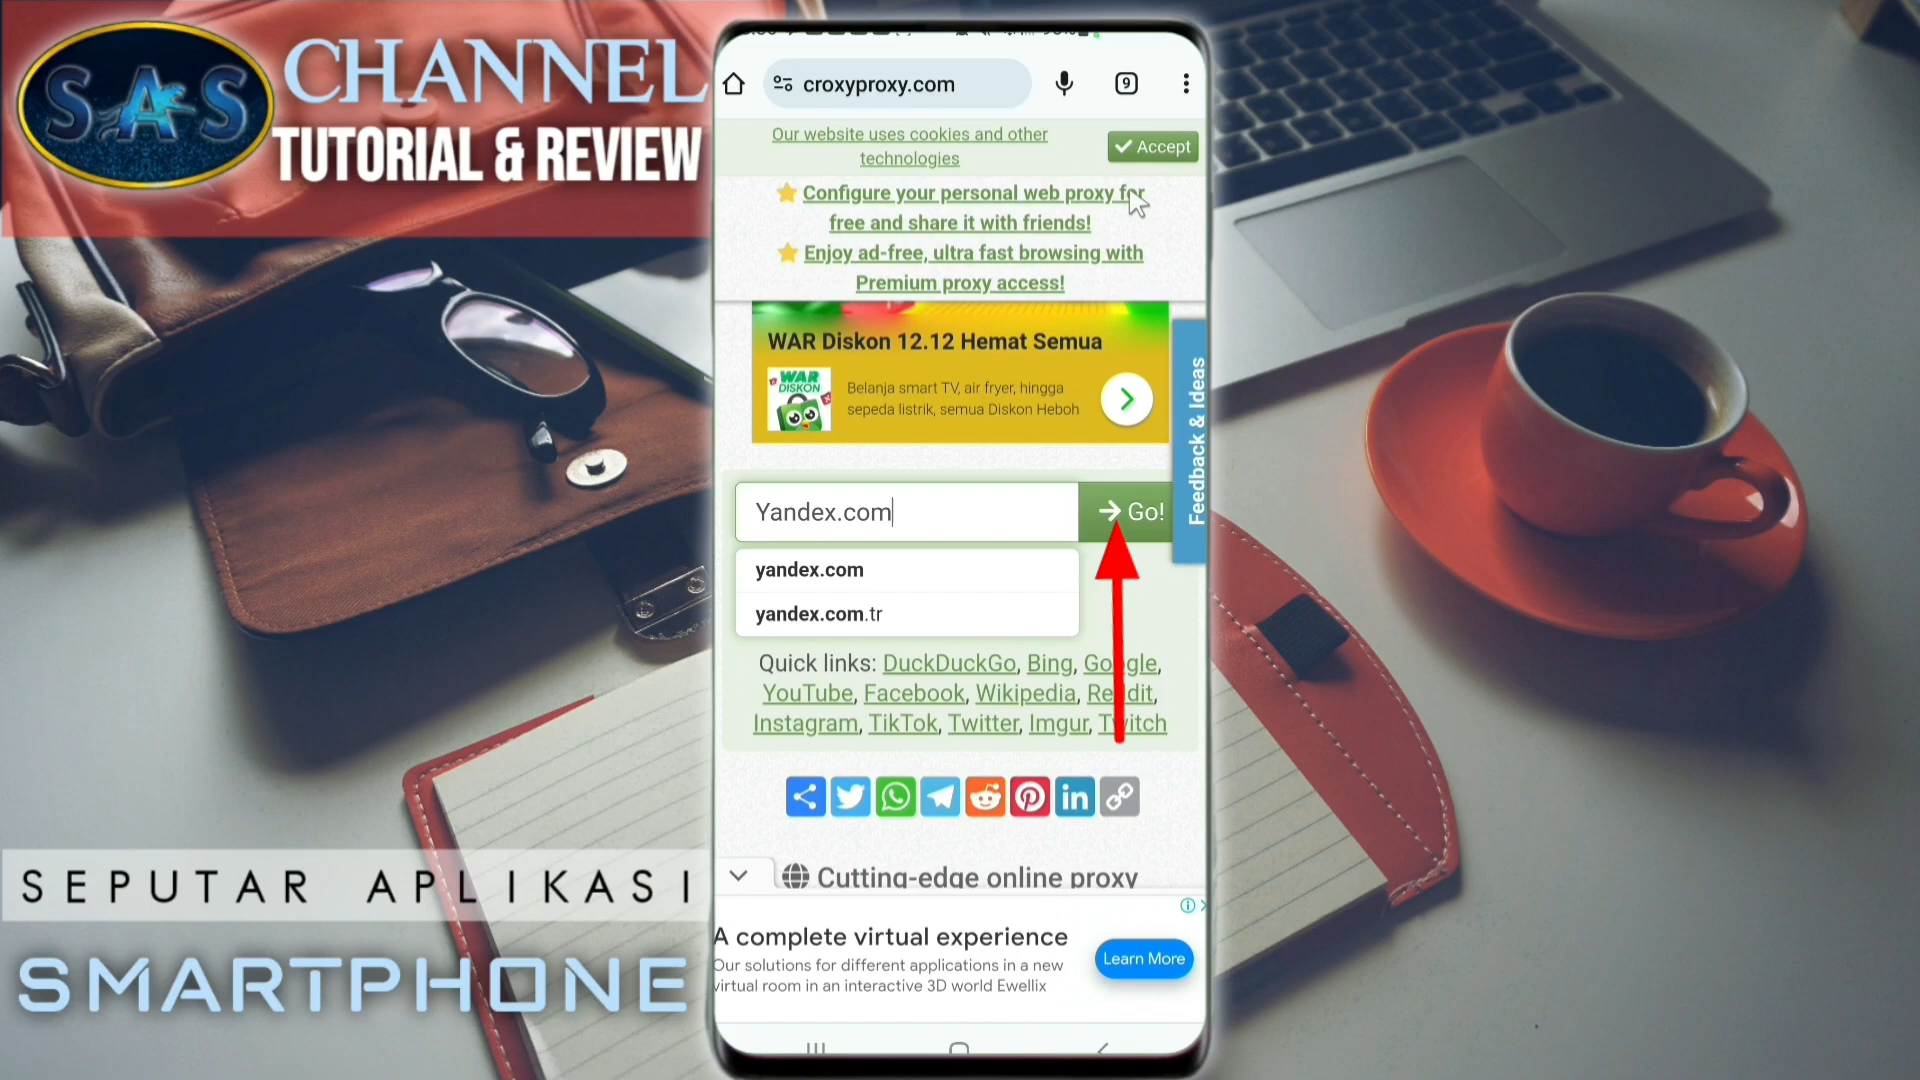 SAS
CHANNEL
TUTORIAL & REVIEW
croxyproxy.com
9
Our website uses cookies and other
technologies
Accept
Configure your personal web proxy for
free and share it with friends!
Enjoy ad-free, ultra fast browsing with
Premium proxy access!
WAR Diskon 12.12 Hemat Semua
WAR
DISKON
Belanja smart TV, air fryer, hingga
sepeda listrik, semua Diskon Heboh
Feedback & Ideas
Yandex.com
Go!
yandex.com
yandex.com.tr
Quick links: DuckDuckGo, Bing, Google,
YouTube, Facebook, Wikipedia, Reddit,
Instagram, TikTok, Twitter, Imgur, Twitch
in
Cutting-edge online proxy
A complete virtual experience
Our solutions for different applications in a new
virtual room in an interactive 3D world Ewellix
Learn More
SEPUTAR APLIKASI
SMARTPHONE